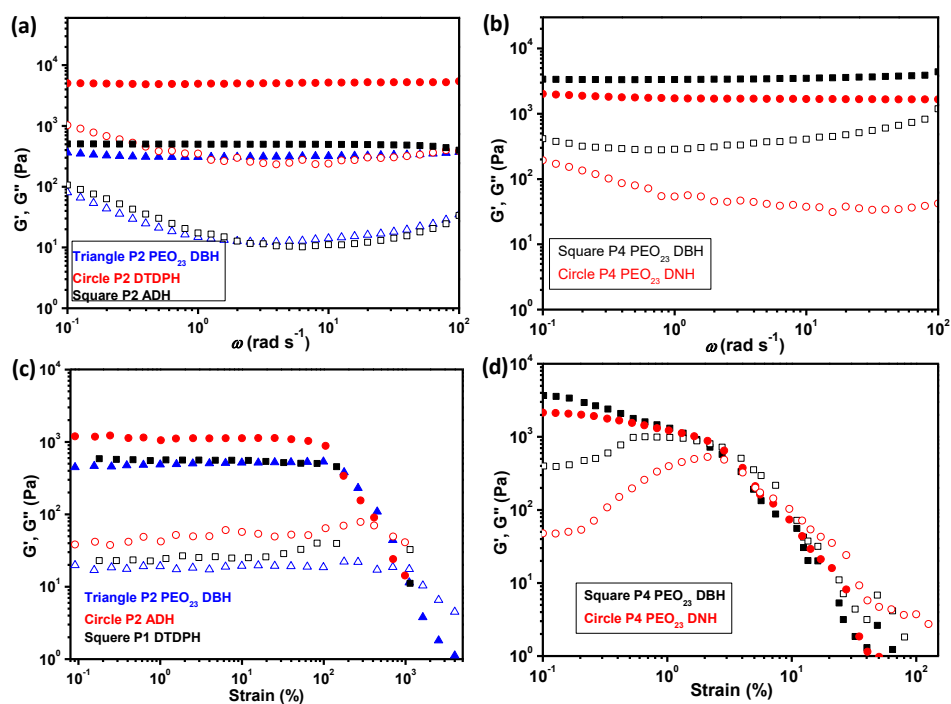 (a)
G', G" (Pa)
10⁴
10³
10²
10¹
10⁰
Triangle P2 PEO₂₃ DBH
Circle P2 DTDPH
Square P2 ADH
10⁻¹ 10⁰ 10¹ 10²
ω (rad s⁻¹)
(b)
G', G" (Pa)
10⁴
10³
10²
10¹
10⁰
Square P4 PEO₂₃ DBH
Circle P4 PEO₂₃ DNH
10⁻¹ 10⁰ 10¹ 10²
ω (rad s⁻¹)
(c)
G', G" (Pa)
10⁴
10³
10²
10¹
10⁰
Triangle P2 PEO₂₃ DBH
Circle P2 ADH
Squere P1 DTDPH
10⁻¹ 10⁰ 10¹ 10² 10³
Strain (%)
(d)
G', G" (Pa)
10⁴
10³
10²
10¹
10⁰
Square P4 PEO₂₃ DBH
Circle P4 PEO₂₃ DNH
10⁻¹ 10⁰ 10¹ 10²
Strain (%)